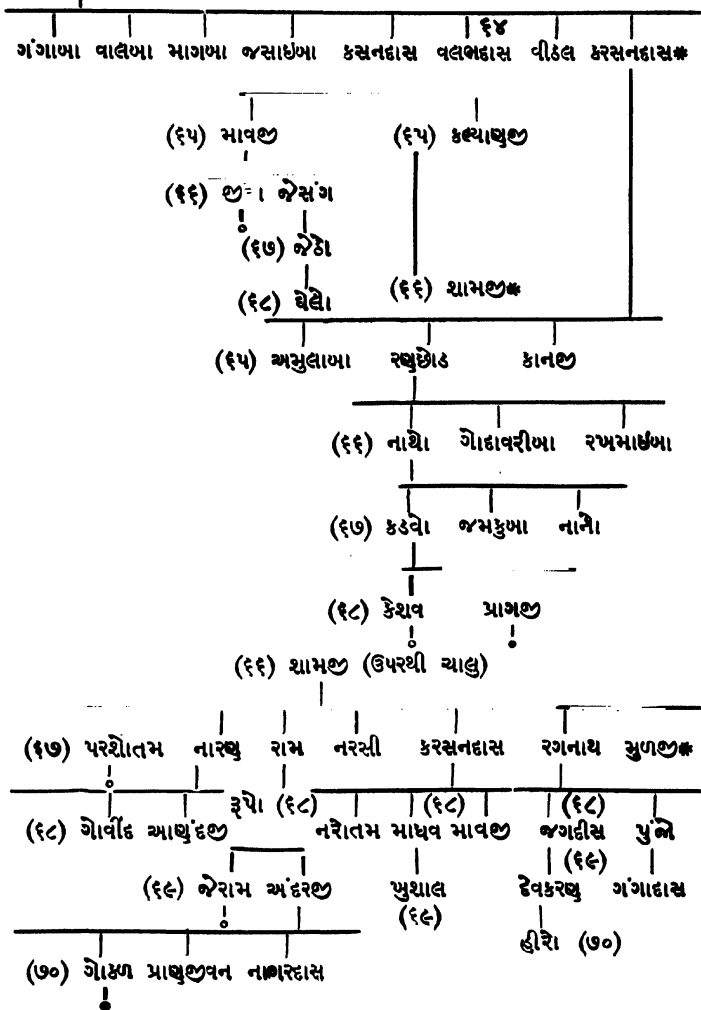 ૬૪
ગંગાબા વાલબા માગબા જસાઇબા કસનદાસ વલભદાસ વીઠલ કરસનદાસ*
(૬૫) માવજી (૬૫) કલ્યાણજી
(૬૬) જેસંગ
(૬૭) જેઠો
(૬૮) ઘેલો (૬૬) શામજી*
(૬૫) અમુલાબા રણછોડ કાનજી
(૬૬) નાથો ગોદાવરીબા રખમાઈબા
(૬૭) કડવો જમકુબા નાનો
(૬૮) કેશવ પ્રાગજી
(૬૬) શામજી (ઉપરથી ચાલુ)
(૬૭) પરશોતમ નારણ રામ નરસી કરસનદાસ રગનાથ મુળજી*
રૂપો (૬૮) (૬૮) (૬૮)
(૬૮) ગોવીંદ આણંદજી નરોતમ માધવ માવજી જગદીસ પુંજો
(૬૯)
(૬૯) જેરામ અંદરજી ખુશાલ દેવકરણ ગંગાદાસ
(૬૯)
હીરો (૭૦)
(૭૦) ગોકળ પ્રાણજીવન નાગરદાસ